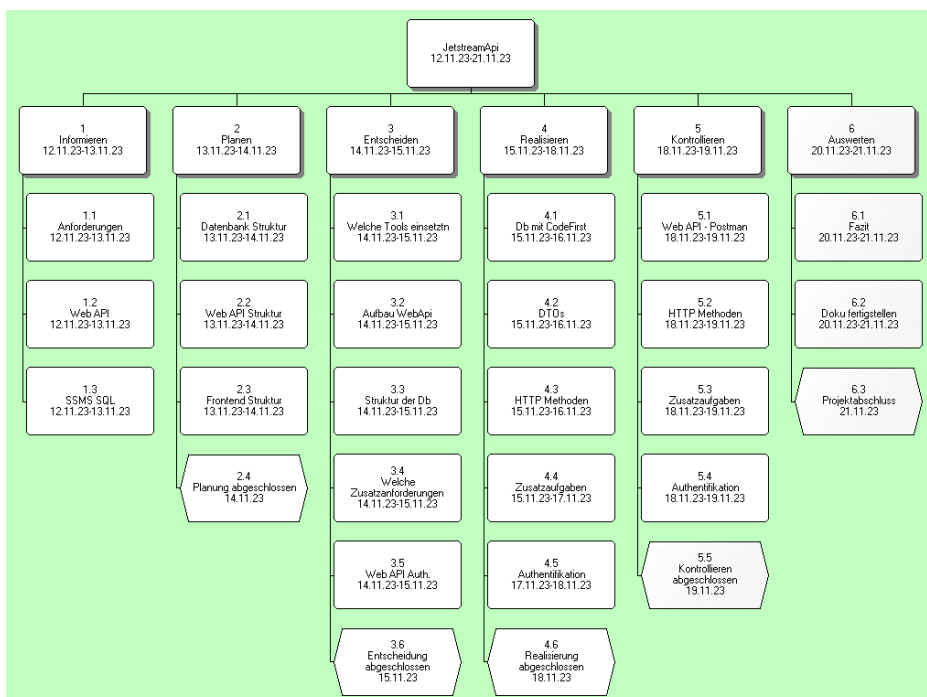 JetstreamApi
12.11.23-21.11.23
1
Informieren
12.11.23-13.11.23
1.1
Anforderungen
12.11.23-13.11.23
1.2
Web API
12.11.23-13.11.23
1.3
SSMS SQL
12.11.23-13.11.23
2
Planen
13.11.23-14.11.23
2.1
Datenbank Struktur
13.11.23-14.11.23
2.2
Web API Struktur
13.11.23-14.11.23
2.3
Frontend Struktur
13.11.23-14.11.23
2.4
Planung abgeschlossen
14.11.23
3
Entscheiden
14.11.23-15.11.23
3.1
Welche Tools einsetztn
14.11.23-15.11.23
3.2
Aufbau WebApi
14.11.23-15.11.23
3.3
Struktur der Db
14.11.23-15.11.23
3.4
Welche
Zusatzanforderungen
14.11.23-15.11.23
3.5
Web API Auth.
14.11.23-15.11.23
3.6
Entscheidung
abgeschlossen
15.11.23
4
Realisieren
15.11.23-18.11.23
4.1
Db mit CodeFirst
15.11.23-16.11.23
4.2
DTOs
15.11.23-16.11.23
4.3
HTTP Methoden
15.11.23-16.11.23
4.4
Zusatzaufgaben
15.11.23-17.11.23
4.5
Authentifikation
17.11.23-18.11.23
4.6
Realisierung
abgeschlossen
18.11.23
5
Kontrollieren
18.11.23-19.11.23
5.1
Web API - Postman
18.11.23-19.11.23
5.2
HTTP Methoden
18.11.23-19.11.23
5.3
Zusatzaufgaben
18.11.23-19.11.23
5.4
Authentifikation
18.11.23-19.11.23
5.5
Kontrollieren
abgeschlossen
19.11.23
6
Auswerten
20.11.23-21.11.23
6.1
Fazit
20.11.23-21.11.23
6.2
Doku fertigstellen
20.11.23-21.11.23
6.3
Projektabschluss
21.11.23